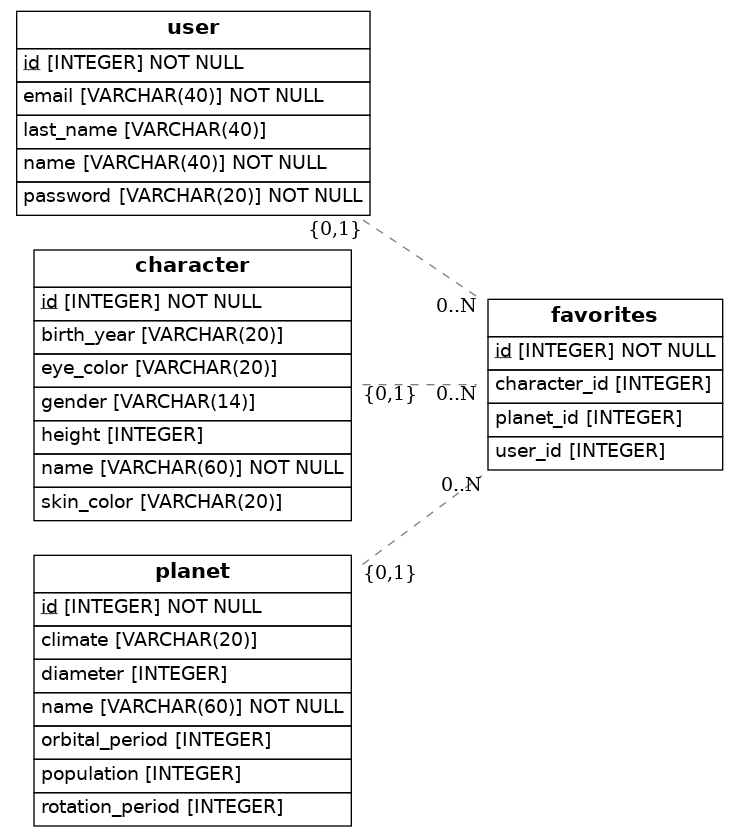 user
id [INTEGER] NOT NULL
email [VARCHAR(40)] NOT NULL
last_name [VARCHAR(40)]
name [VARCHAR(40)] NOT NULL
password [VARCHAR(20)] NOT NULL
{0,1}
0..N
character
id [INTEGER] NOT NULL
birth_year [VARCHAR(20)]
eye_color [VARCHAR(20)]
gender [VARCHAR(14)]
height [INTEGER]
name [VARCHAR(60)] NOT NULL
skin_color [VARCHAR(20)]
{0,1}
0..N
favorites
id [INTEGER] NOT NULL
character_id [INTEGER]
planet_id [INTEGER]
user_id [INTEGER]
0..N
{0,1}
planet
id [INTEGER] NOT NULL
climate [VARCHAR(20)]
diameter [INTEGER]
name [VARCHAR(60)] NOT NULL
orbital_period [INTEGER]
population [INTEGER]
rotation_period [INTEGER]